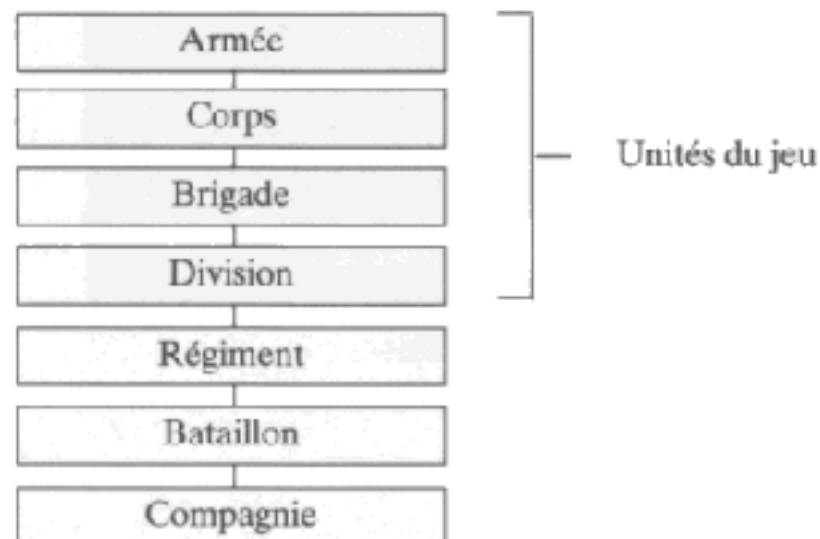 Armée
Corps
Brigade
Division
Régiment
Bataillon
Compagnie
Unités du jeu